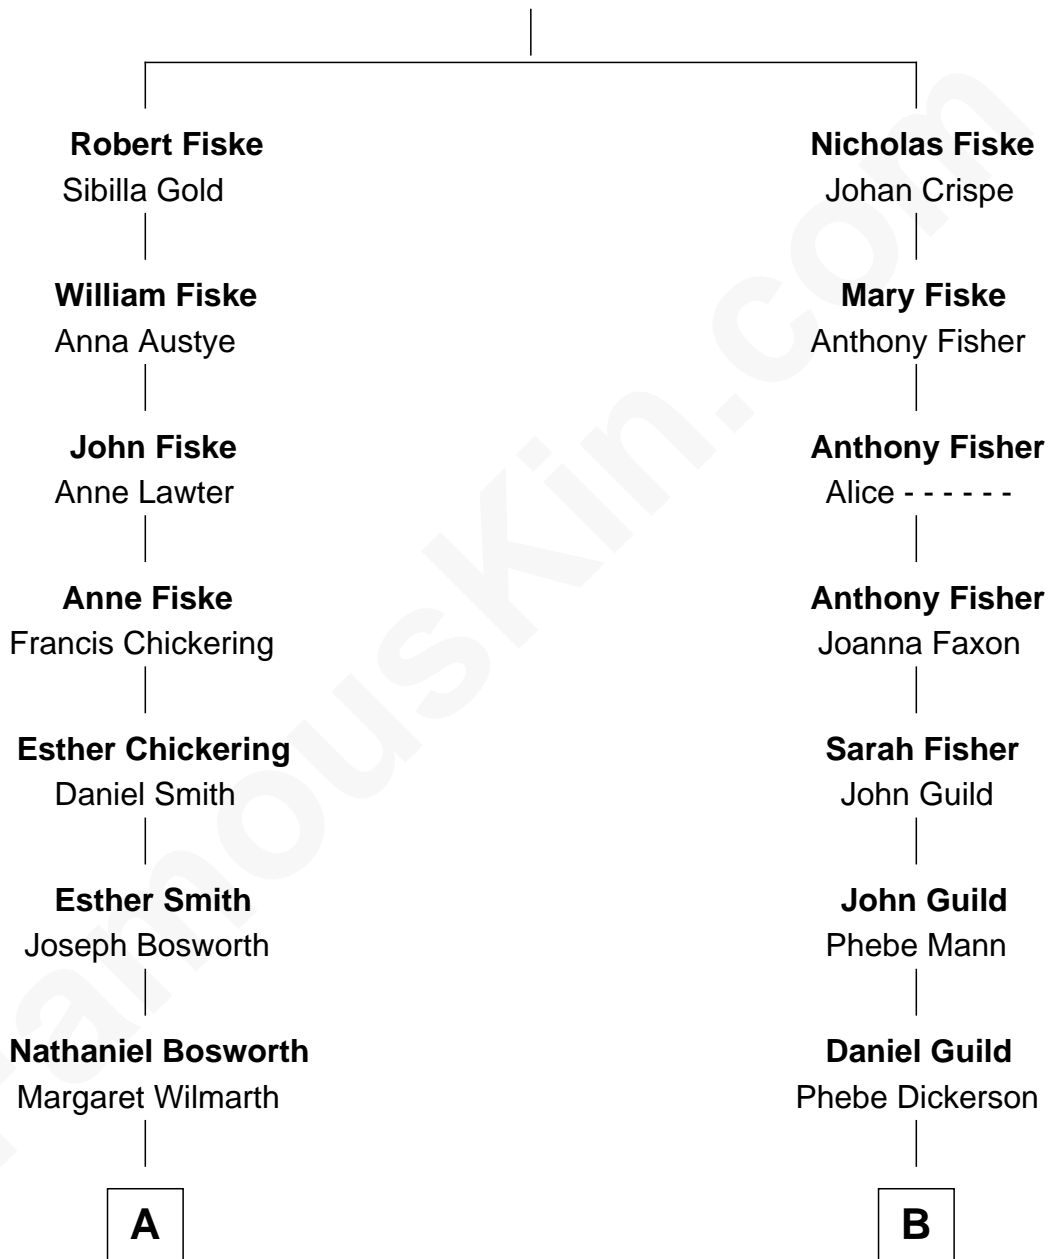 Robert Fiske
Sibilla Gold
William Fiske
Anna Austye
John Fiske
Anne Lawter
Anne Fiske
Francis Chickering
Esther Chickering
Daniel Smith
Esther Smith
Joseph Bosworth
Nathaniel Bosworth
Margaret Wilmarth
A
Nicholas Fiske
Johan Crispe
Mary Fiske
Anthony Fisher
Anthony Fisher
Alice - - - - - -
Anthony Fisher
Joanna Faxon
Sarah Fisher
John Guild
John Guild
Phebe Mann
Daniel Guild
Phebe Dickerson
B
FamousKin.com